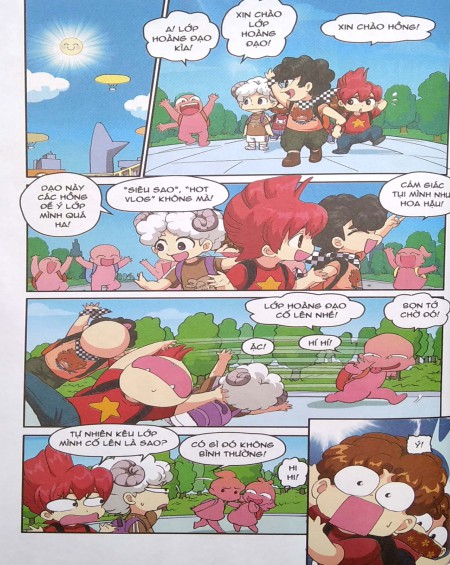 A! LỚP
HOÀNG ĐẠO
KÌA!
XIN CHÀO
LỚP
HOÀNG
ĐẠO!
XIN CHÀO HỒNG!
DẠO NÀY
CÁC HỒNG
ĐỂ Ý LỚP
MÌNH QUÁ
HA!
"SIÊU SAO", "HOT
VLOG" KHÔNG MÀ!
CẢM GIÁC
TỤI MÌNH NHƯ
HOA HẬU!
LỚP HOÀNG ĐẠO
CỐ LÊN NHÉ!
BỌN TỚ
CHỜ ĐÓ!
ẶC!
HÍ HÍ!
TỰ NHIÊN KÊU LỚP
MÌNH CỐ LÊN LÀ SAO?
CÓ GÌ ĐÓ KHÔNG
BÌNH THƯỜNG!
HI
HI!
Ý!